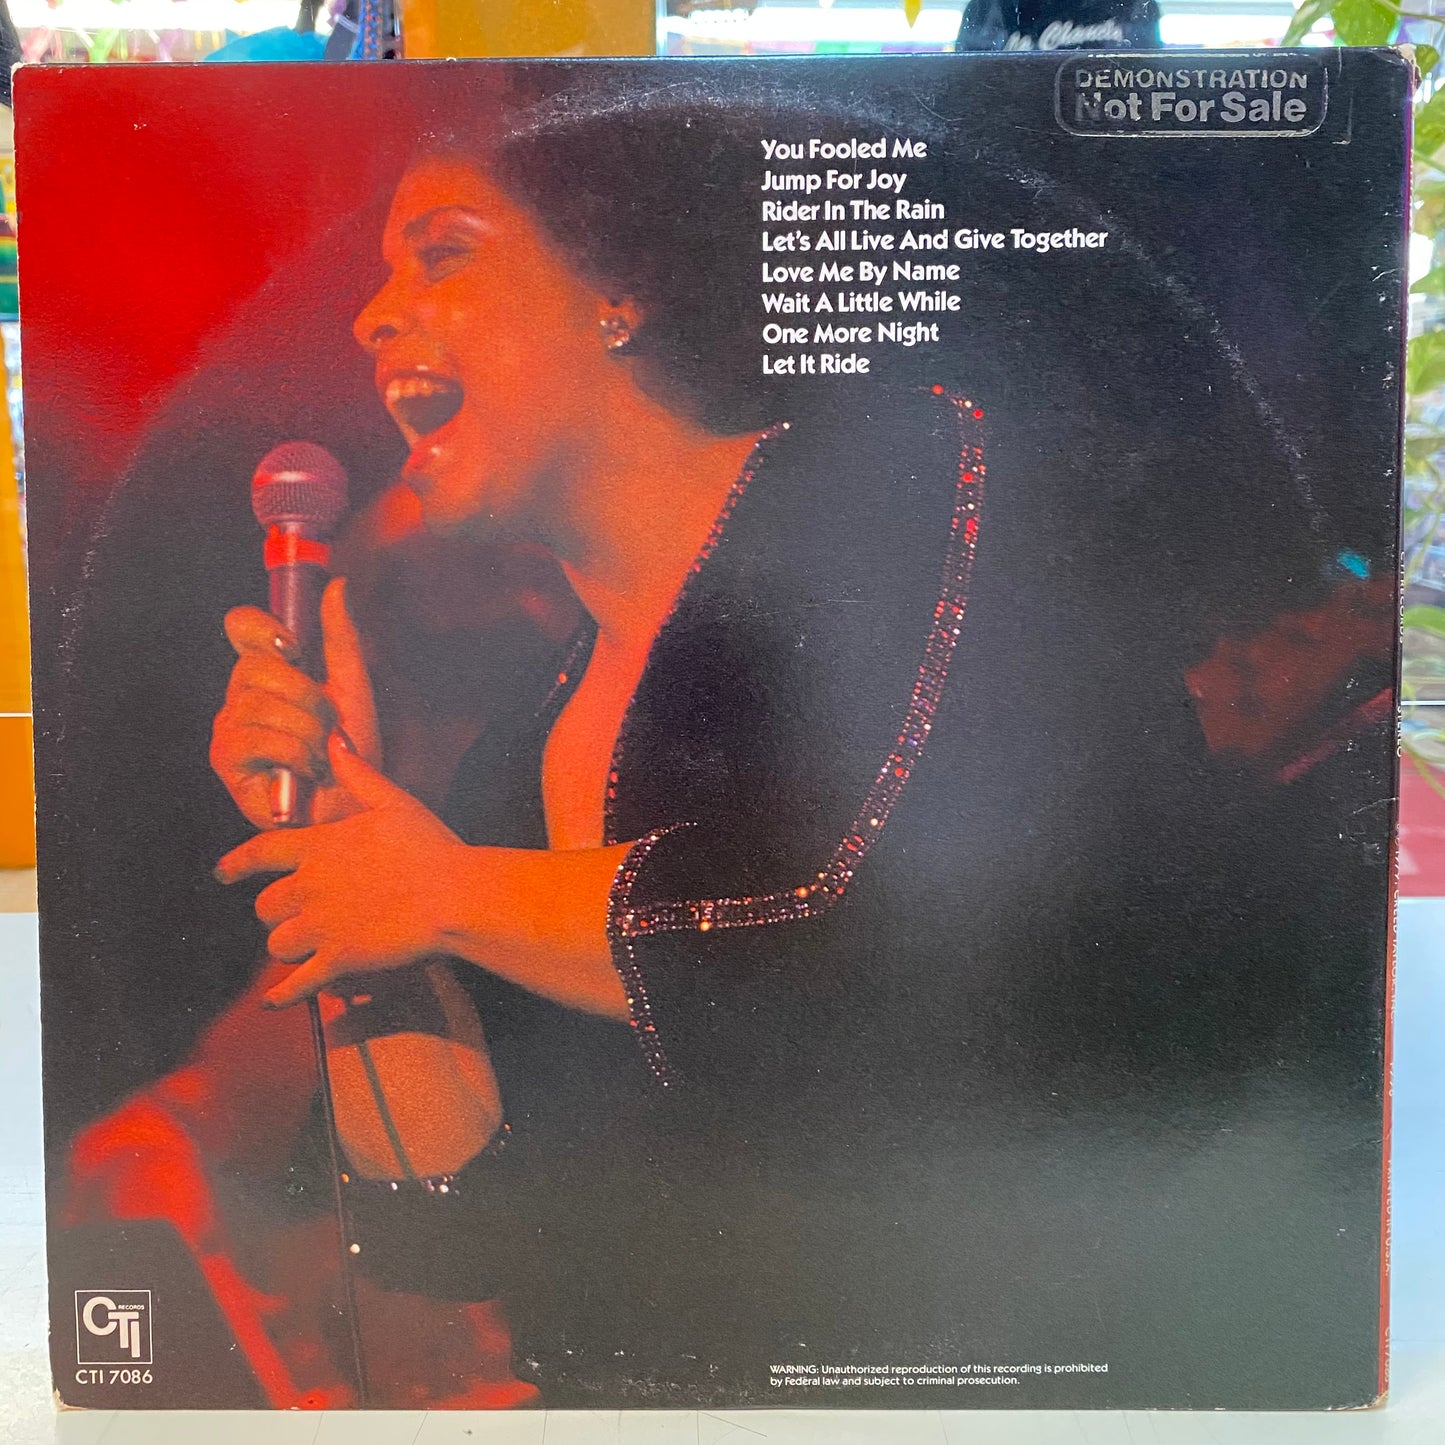 DEMONSTRATION
Not For Sale
You Fooled Me
Jump For Joy
Rider In The Rain
Let's All Live And Give Together
Love Me By Name
Wait A Little While
One More Night
Let It Ride
CTI
RECORDS
CTI 7086
WARNING: Unauthorized reproduction of this recording is prohibited
by Federal law and subject to criminal prosecution.
PRINTED IN U.S.A.